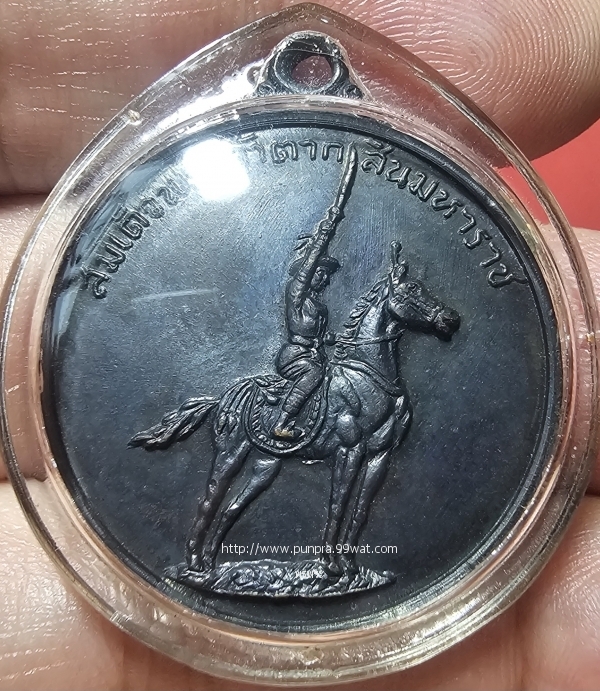 สมเด็จพ ตาก สินมหาราช
http://www.punpra.99wat.com